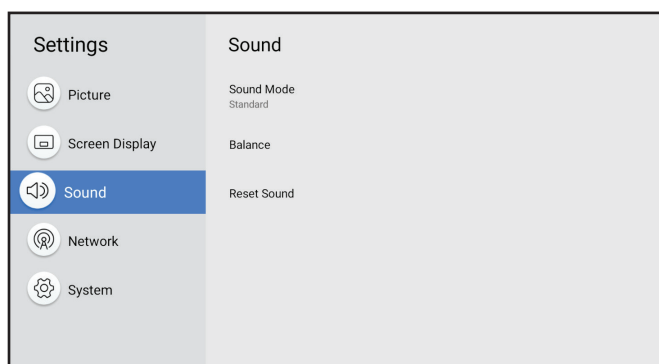 Settings
Picture
Screen Display
Sound
Network
System
Sound
Sound Mode
Standard
Balance
Reset Sound